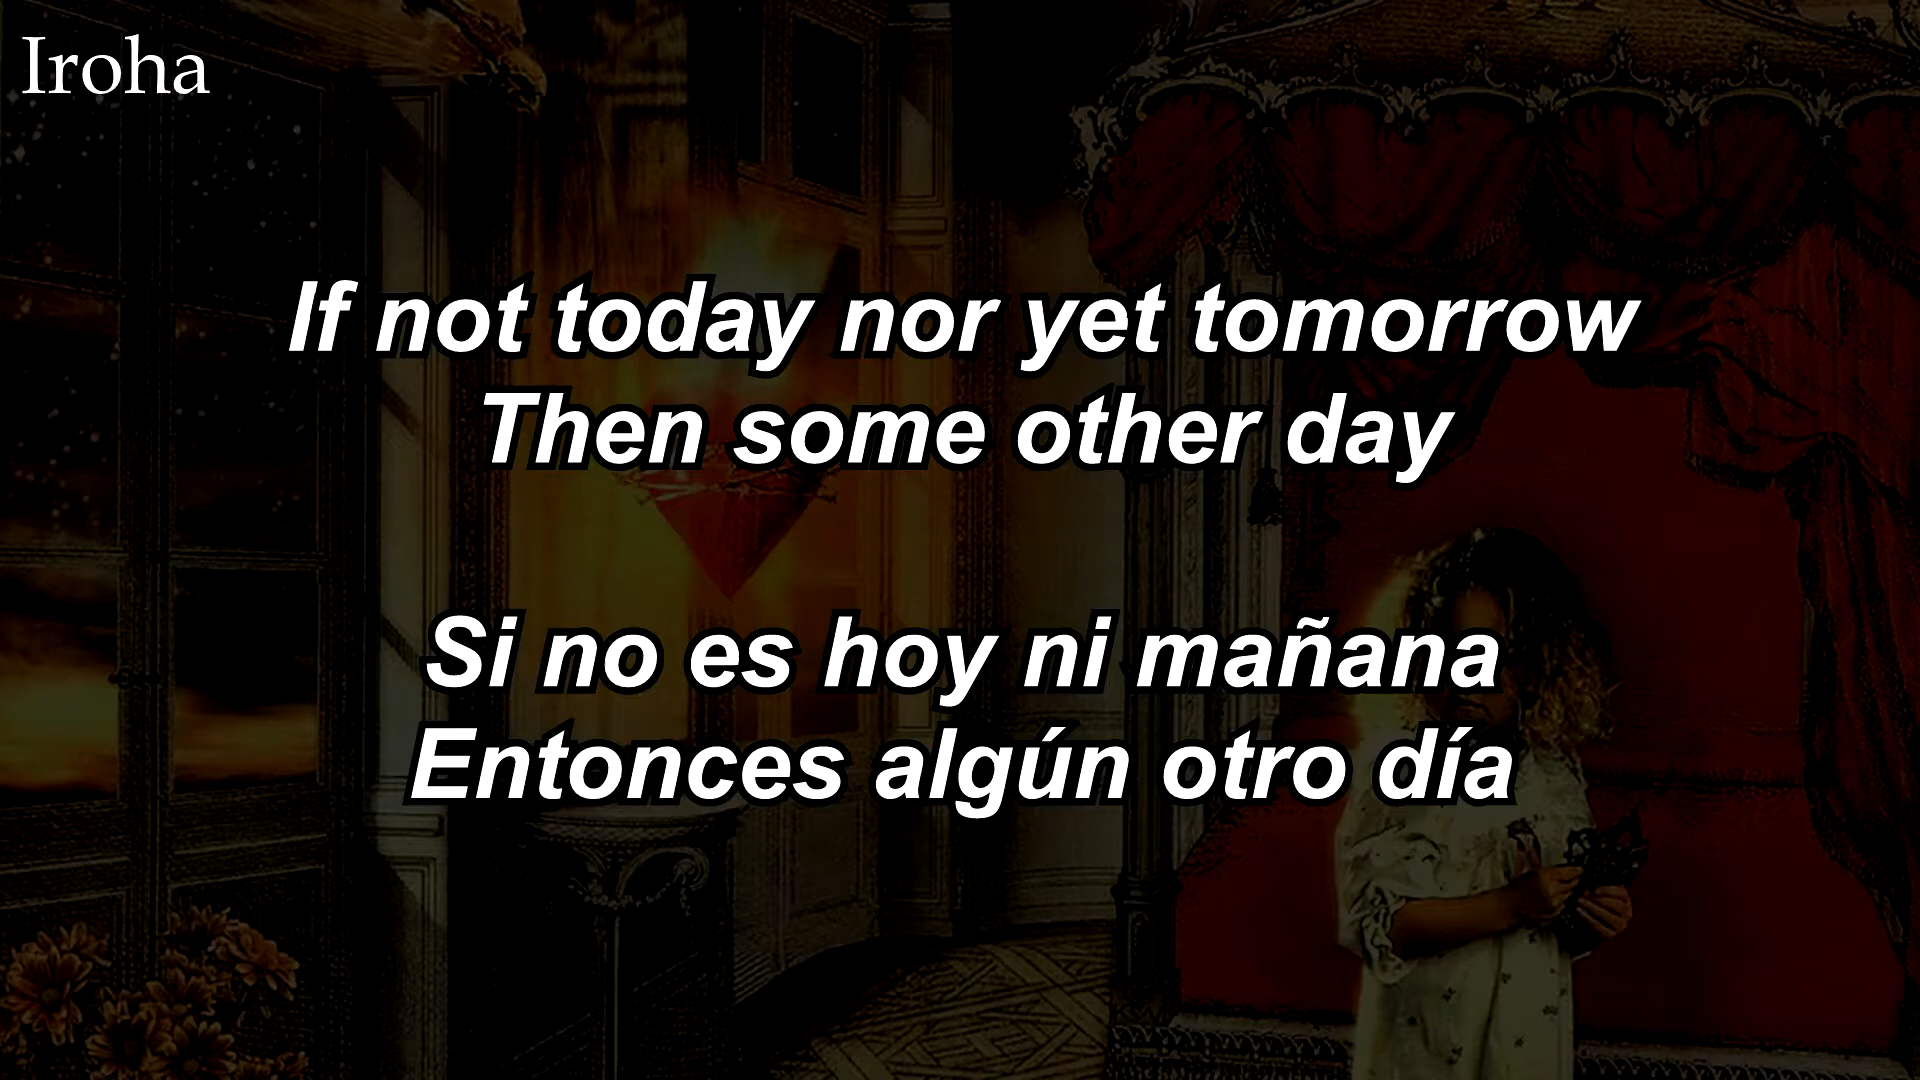 Iroha
If not today nor yet tomorrow
Then some other day
Si no es hoy ni mañana
Entonces algún otro día